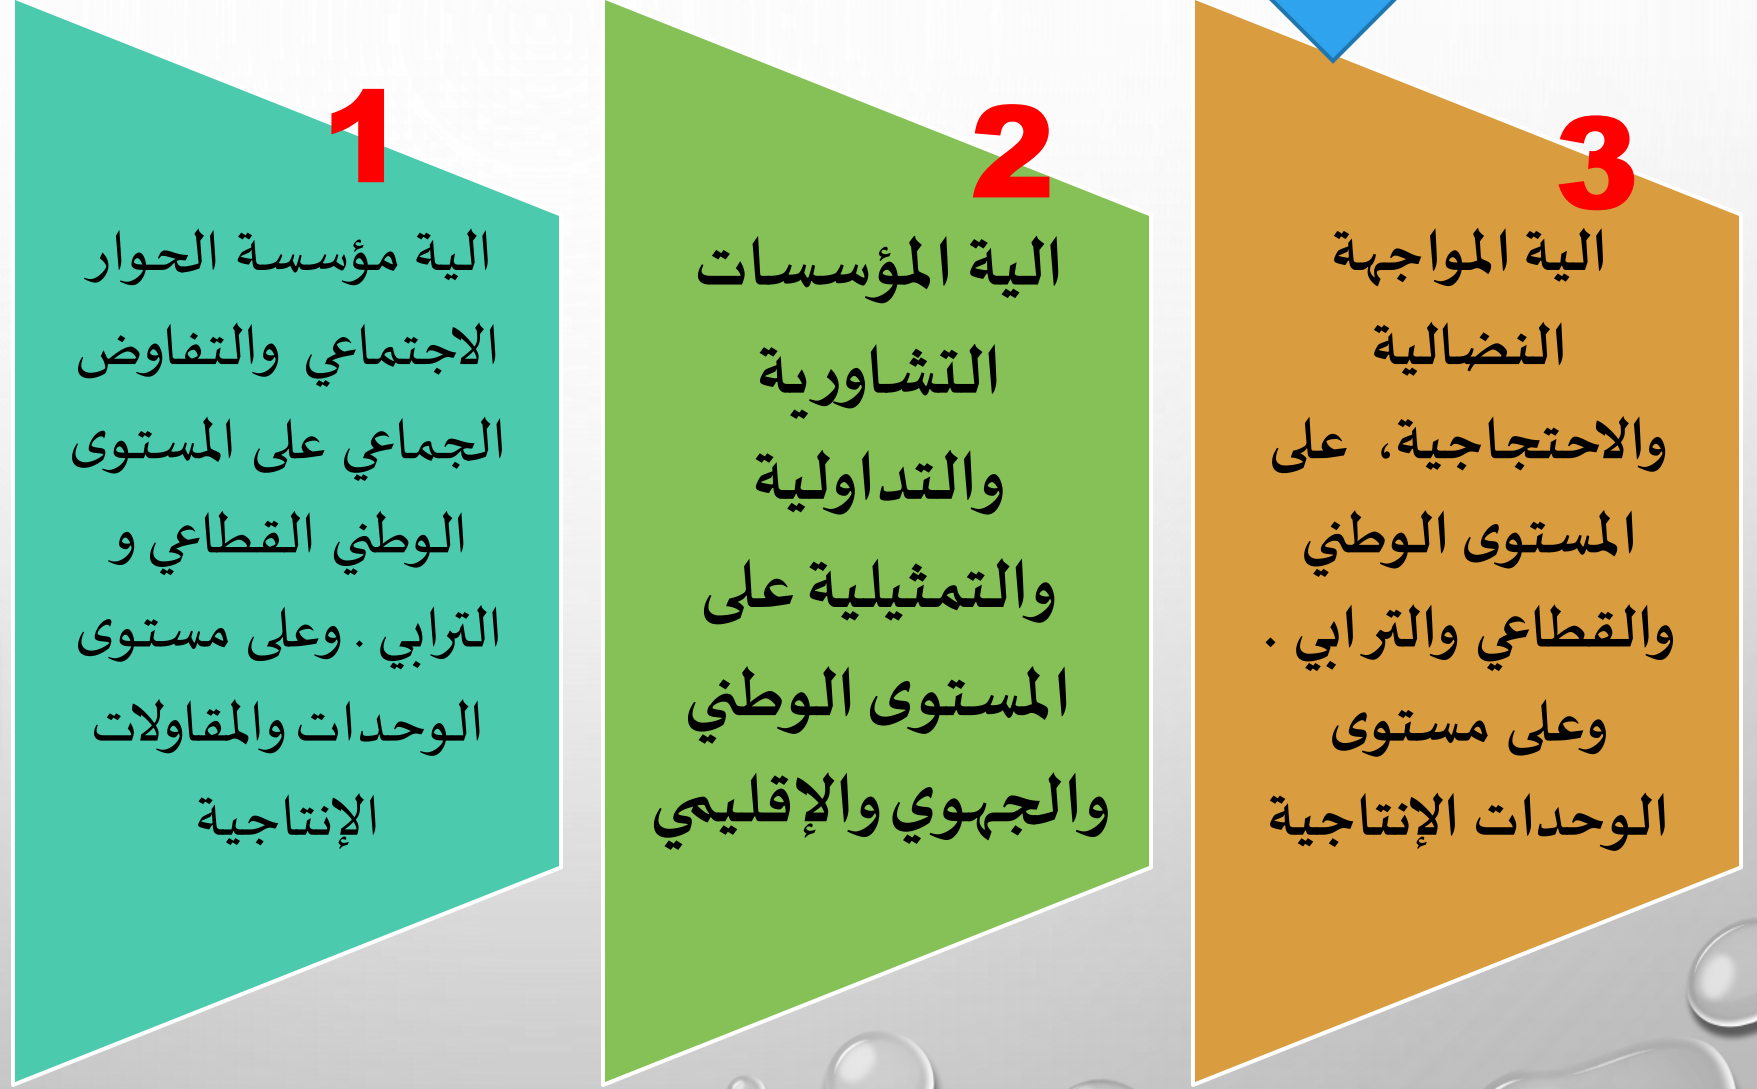 1
الية مؤسسة الحوار
الاجتماعي والتفاوض
الجماعي على المستوى
الوطني القطاعي و
الترابي . وعلى مستوى
الوحدات والمقاولات
الإنتاجية
2
الية المؤسسات
التشاورية
والتداولية
والتمثيلية على
المستوى الوطني
والجهوي والإقليمي
3
الية المواجهة
النضالية
والاحتجاجية، على
المستوى الوطني
والقطاعي والترابي .
وعلى مستوى
الوحدات الإنتاجية